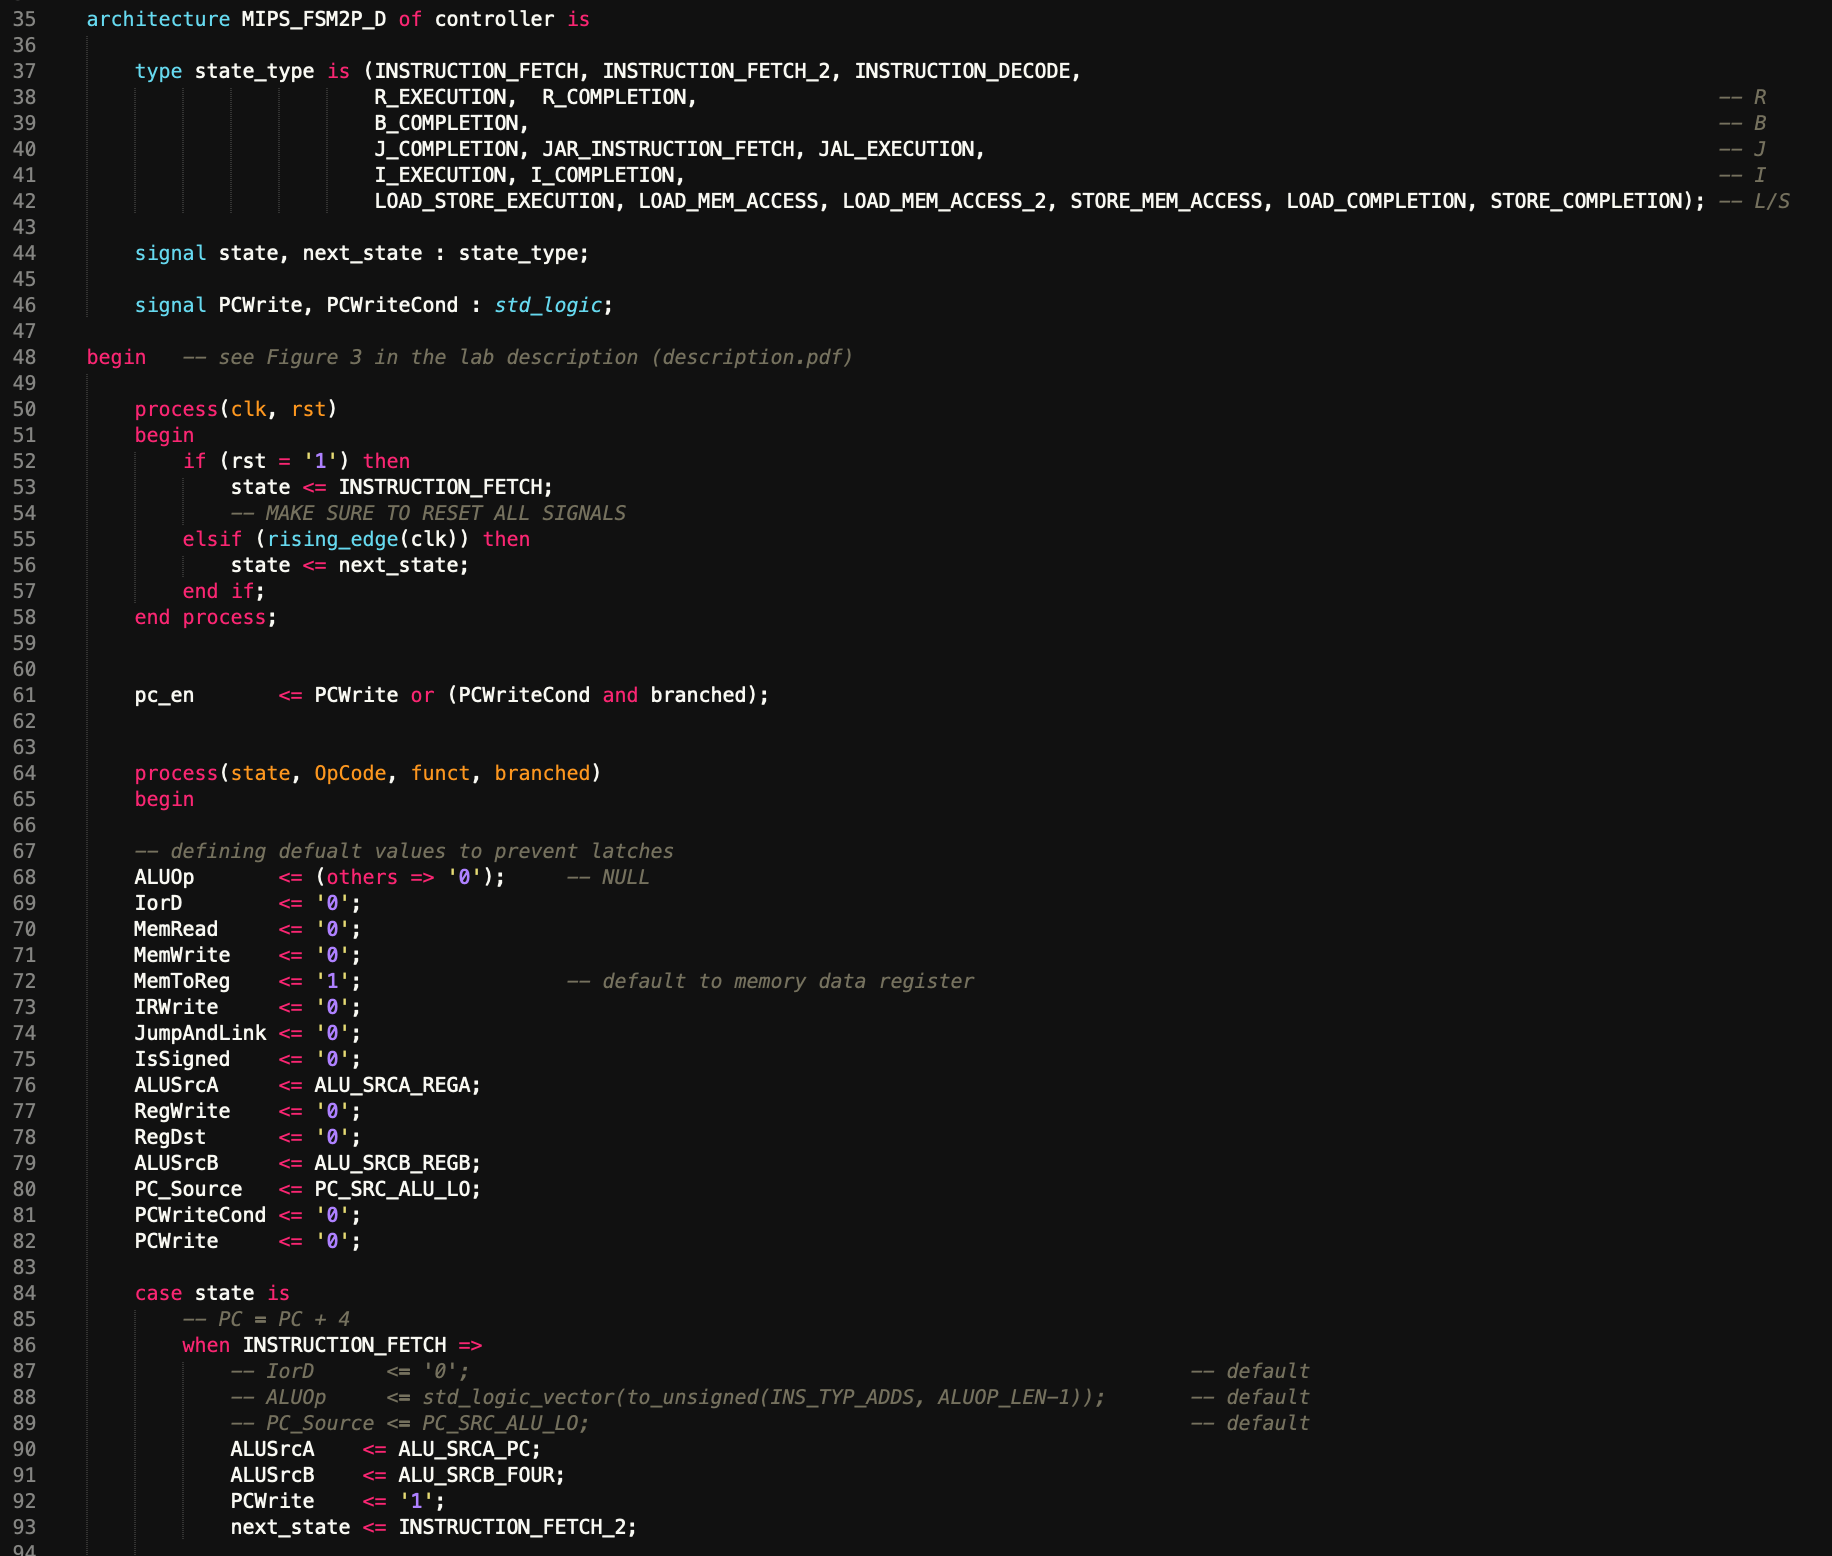 35 architecture MIPS_FSM2P_D of controller is
36
37 type state_type is (INSTRUCTION_FETCH, INSTRUCTION_FETCH_2, INSTRUCTION_DECODE,
38 R_EXECUTION, R_COMPLETION, -- R
39 B_COMPLETION, -- B
40 J_COMPLETION, JAR_INSTRUCTION_FETCH, JAL_EXECUTION, -- J
41 I_EXECUTION, I_COMPLETION, -- I
42 LOAD_STORE_EXECUTION, LOAD_MEM_ACCESS, LOAD_MEM_ACCESS_2, STORE_MEM_ACCESS, LOAD_COMPLETION, STORE_COMPLETION); -- L/S
43
44 signal state, next_state : state_type;
45
46 signal PCWrite, PCWriteCond : std_logic;
47
48 begin -- see Figure 3 in the lab description (description.pdf)
49
50 process(clk, rst)
51 begin
52 if (rst = '1') then
53 state <= INSTRUCTION_FETCH;
54 -- MAKE SURE TO RESET ALL SIGNALS
55 elsif (rising_edge(clk)) then
56 state <= next_state;
57 end if;
58 end process;
59
60
61 pc_en <= PCWrite or (PCWriteCond and branched);
62
63
64 process(state, OpCode, funct, branched)
65 begin
66
67 -- defining defualt values to prevent latches
68 ALUOp <= (others => '0'); -- NULL
69 IorD <= '0';
70 MemRead <= '0';
71 MemWrite <= '0';
72 MemToReg <= '1'; -- default to memory data register
73 IRWrite <= '0';
74 JumpAndLink <= '0';
75 IsSigned <= '0';
76 ALUSrcA <= ALU_SRCA_REGA;
77 RegWrite <= '0';
78 RegDst <= '0';
79 ALUSrcB <= ALU_SRCB_REGB;
80 PC_Source <= PC_SRC_ALU_LO;
81 PCWriteCond <= '0';
82 PCWrite <= '0';
83
84 case state is
85 -- PC = PC + 4
86 when INSTRUCTION_FETCH =>
87 -- IorD <= '0'; -- default
88 -- ALUOp <= std_logic_vector(to_unsigned(INS_TYP_ADDS, ALUOP_LEN-1)); -- default
89 -- PC_Source <= PC_SRC_ALU_LO; -- default
90 ALUSrcA <= ALU_SRCA_PC;
91 ALUSrcB <= ALU_SRCB_FOUR;
92 PCWrite <= '1';
93 next_state <= INSTRUCTION_FETCH_2;
94